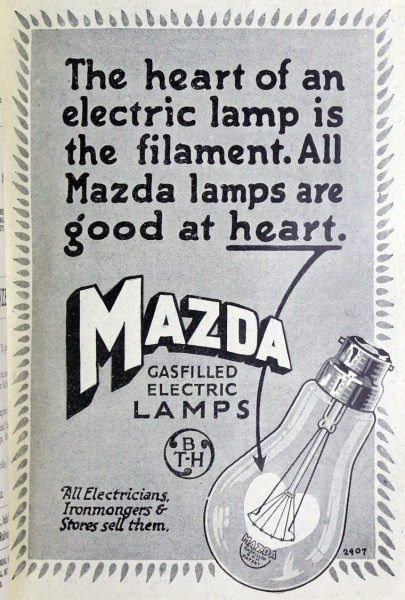 The heart of an
electric lamp is
the filament. All
Mazda lamps are
good at heart.
MAZDA
GASFILLED
ELECTRIC
LAMPS
B
T-H
All Electricians,
Ironmongers &
Stores sell them.
MAZDA
2907